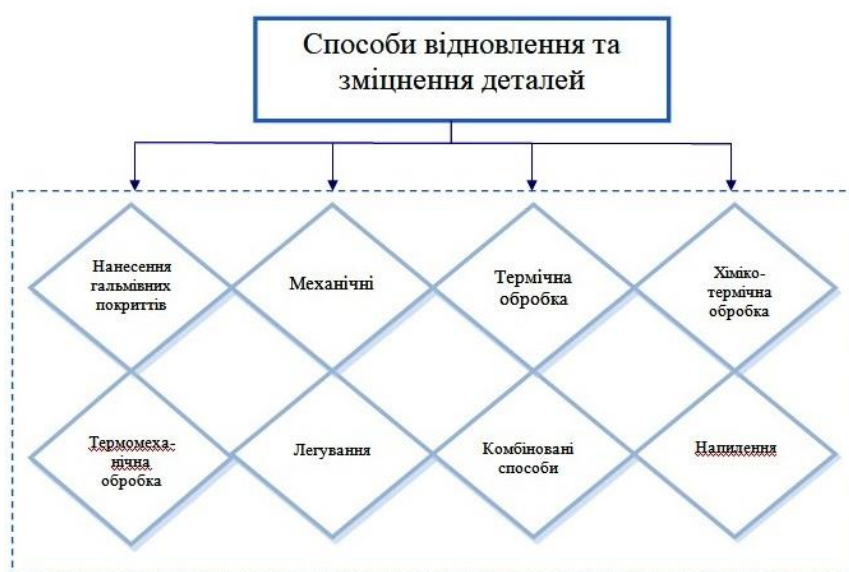 Способи відновлення та
зміцнення деталей
Нанесення
гальмівних
покриттів
Механічні
Термічна
обробка
Хіміко-
термічна
обробка
Термомеха-
нічна
обробка
Легування
Комбіновані
способи
Напилення